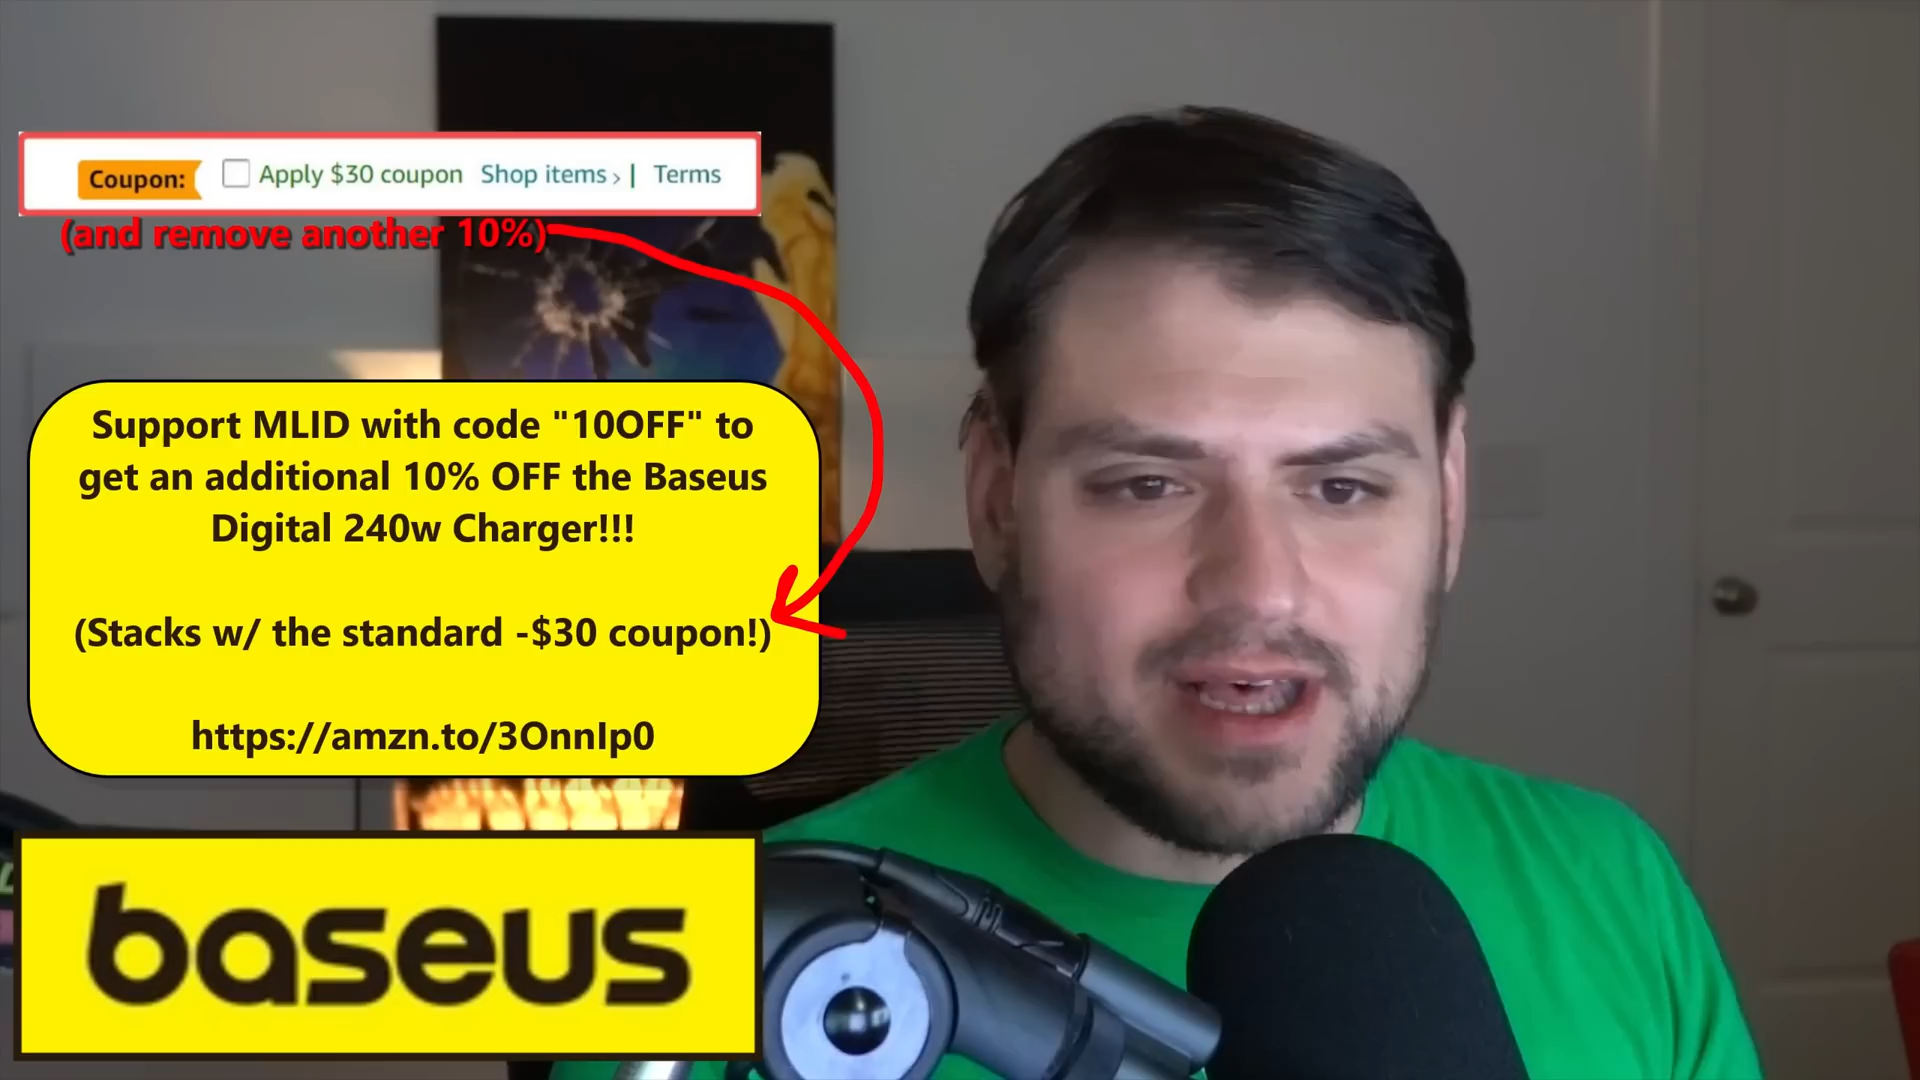 Coupon: Apply $30 coupon Shop items › | Terms
(and remove another 10%)
Support MLID with code "10OFF" to
get an additional 10% OFF the Baseus
Digital 240w Charger!!!
(Stacks w/ the standard -$30 coupon!)
https://amzn.to/3OnnIp0
baseus